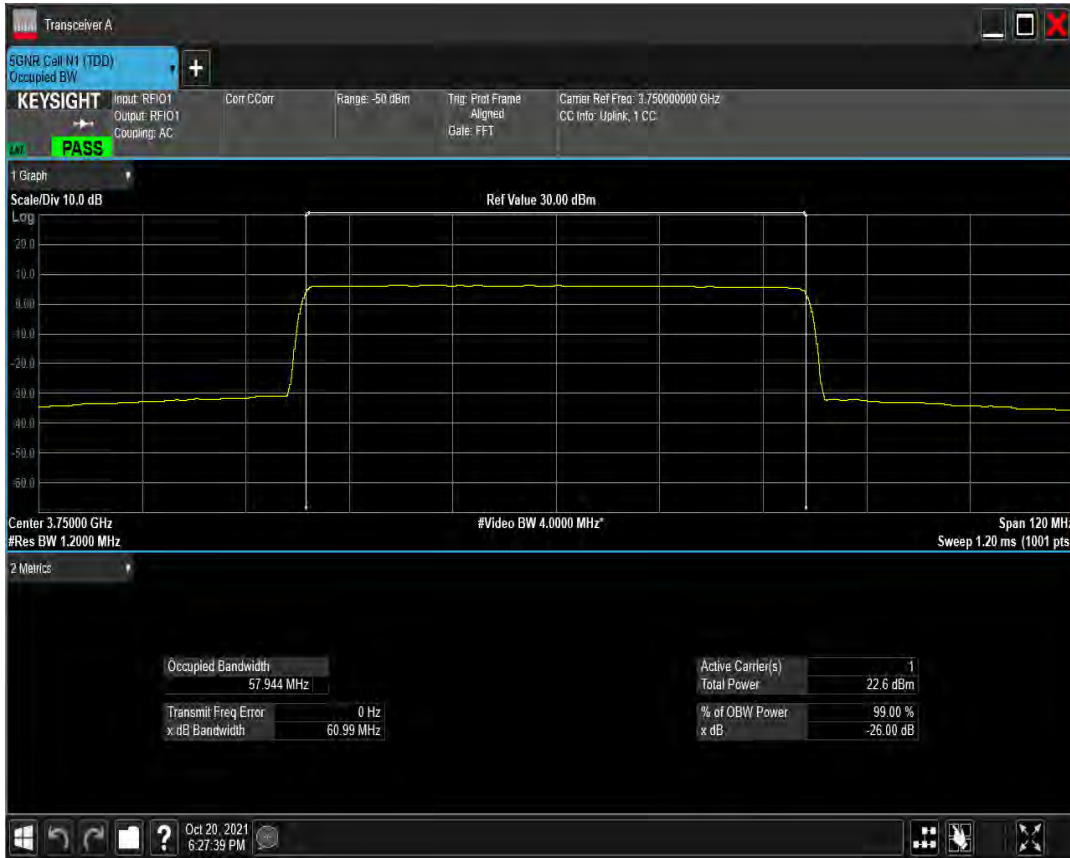 Transceiver A
5GNR Cell N1 (TDD)
Occupied BW
KEYSIGHT
Input: RFIO1
Output: RFIO1
Coupling: AC
Corr CCorr
Range: -50 dBm
Trig: Prot Frame
Aligned
Gate: FFT
Carrier Ref Freq: 3.750000000 GHz
CC Info: Uplink, 1 CC
PASS
1 Graph
Scale/Div 10.0 dB
Ref Value 30.00 dBm
Log
20.0
10.0
0.00
-10.0
-20.0
-30.0
-40.0
-50.0
-60.0
Center 3.75000 GHz
#Video BW 4.0000 MHz*
Span 120 MHz
#Res BW 1.2000 MHz
Sweep 1.20 ms (1001 pts
2 Metrics
Occupied Bandwidth
57.944 MHz
Transmit Freq Error 0 Hz
x dB Bandwidth 60.99 MHz
Active Carrier(s) 1
Total Power 22.6 dBm
% of OBW Power 99.00 %
x dB -26.00 dB
?
Oct 20, 2021
6:27:39 PM